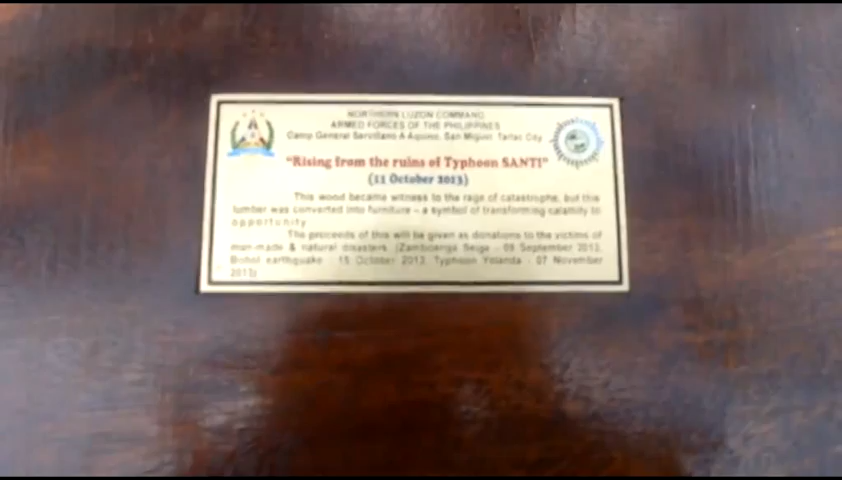 NORTHERN LUZON COMMAND
ARMED FORCES OF THE PHILIPPINES
Camp General Servillano A Aquino, San Miguel, Tarlac City
"Rising from the ruins of Typhoon SANTI"
(11 October 2013)
This wood became witness to the rage of catastrophe, but this
lumber was converted into furniture – a symbol of transforming calamity to
opportunity.
The proceeds of this will be given as donations to the victims of
man-made & natural disasters. (Zamboanga Seige - 09 September 2013,
Bohol earthquake - 15 October 2013, Typhoon Yolanda - 07 November
2013)